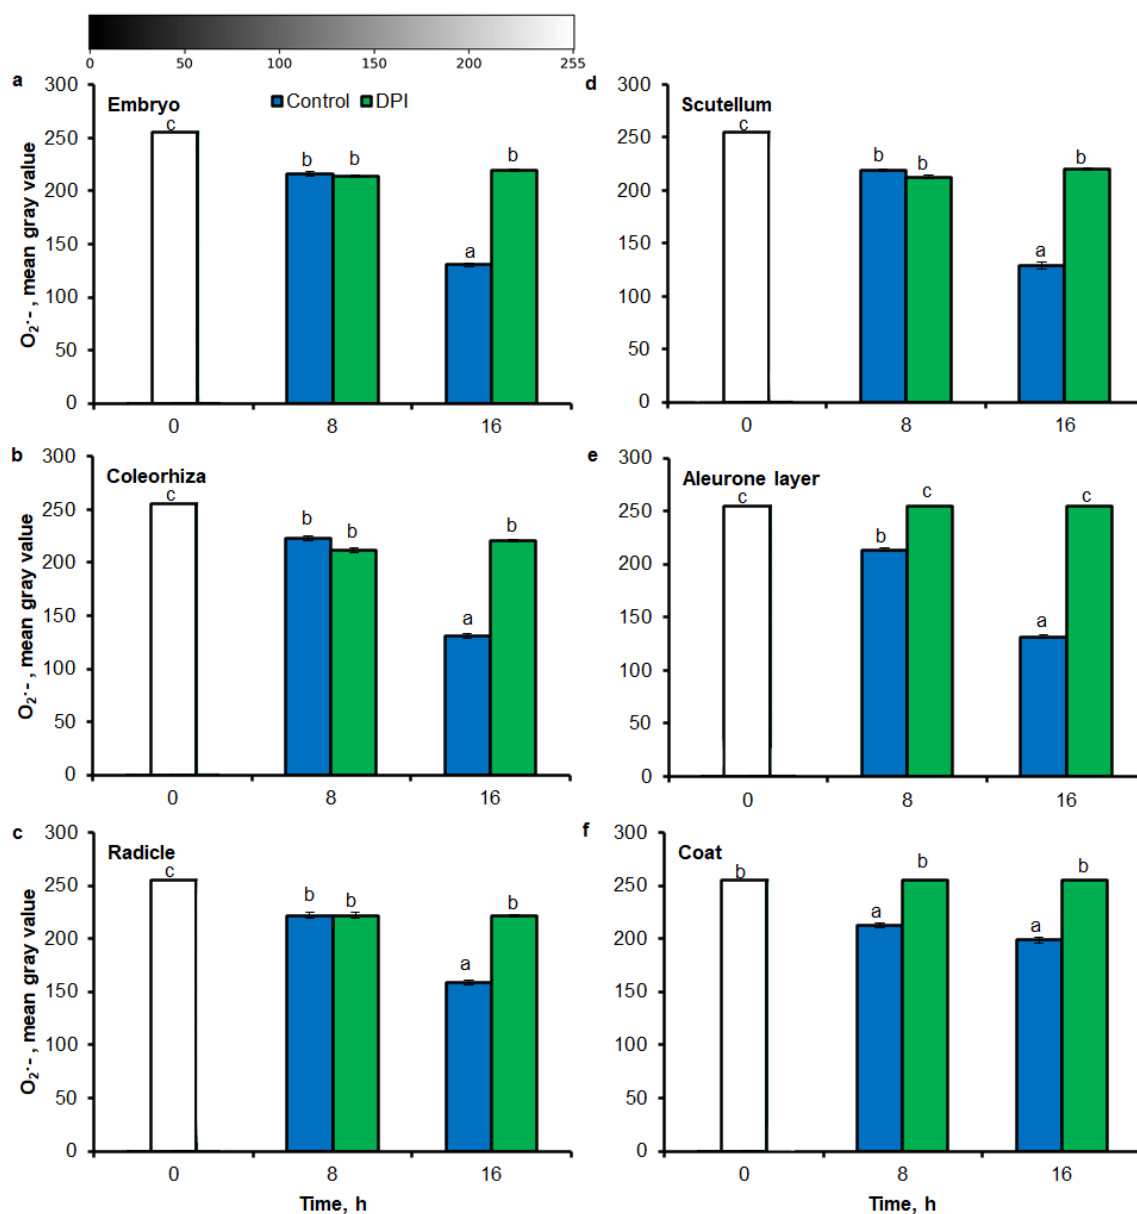 0 50 100 150 200 255
a
300
250
200
150
100
50
0
Embryo
Control DPI
c
b b
a b
0 8 16
O₂·-, mean gray value
d
300
250
200
150
100
50
0
Scutellum
c
b b
a b
0 8 16
b
300
250
200
150
100
50
0
Coleorhiza
c
b b
a b
0 8 16
O₂·-, mean gray value
e
300
250
200
150
100
50
0
Aleurone layer
c
b c
a c
0 8 16
c
300
250
200
150
100
50
0
Radicle
c
b b
a b
0 8 16
O₂·-, mean gray value
Time, h
f
300
250
200
150
100
50
0
Coat
b
a b
a b
0 8 16
Time, h